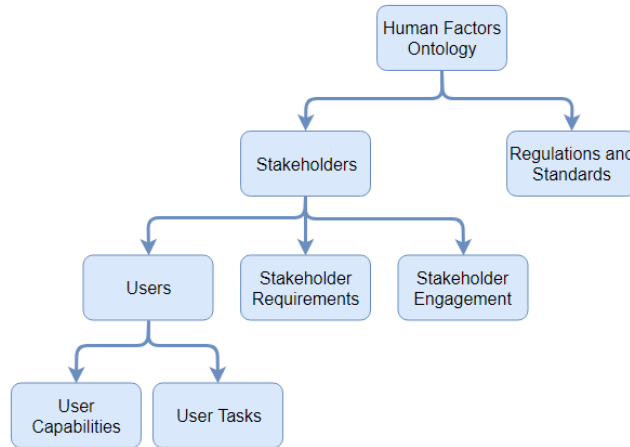 Human Factors
Ontology
Stakeholders
Regulations and
Standards
Users
Stakeholder
Requirements
Stakeholder
Engagement
User
Capabilities
User Tasks